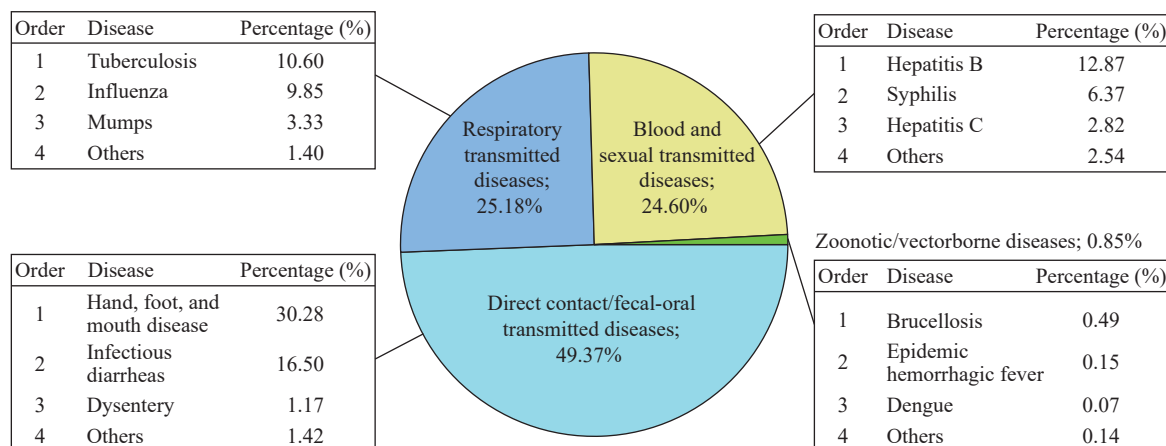 Order Disease Percentage (%)
1 Tuberculosis 10.60
2 Influenza 9.85
3 Mumps 3.33
4 Others 1.40
Order Disease Percentage (%)
1 Hepatitis B 12.87
2 Syphilis 6.37
3 Hepatitis C 2.82
4 Others 2.54
Respiratory
transmitted
diseases;
25.18%
Blood and
sexual transmitted
diseases;
24.60%
Zoonotic/vectorborne diseases; 0.85%
Direct contact/fecal-oral
transmitted diseases;
49.37%
Order Disease Percentage (%)
1 Hand, foot, and
mouth disease 30.28
2 Infectious
diarrheas 16.50
3 Dysentery 1.17
4 Others 1.42
Order Disease Percentage (%)
1 Brucellosis 0.49
2 Epidemic
hemorrhagic fever 0.15
3 Dengue 0.07
4 Others 0.14